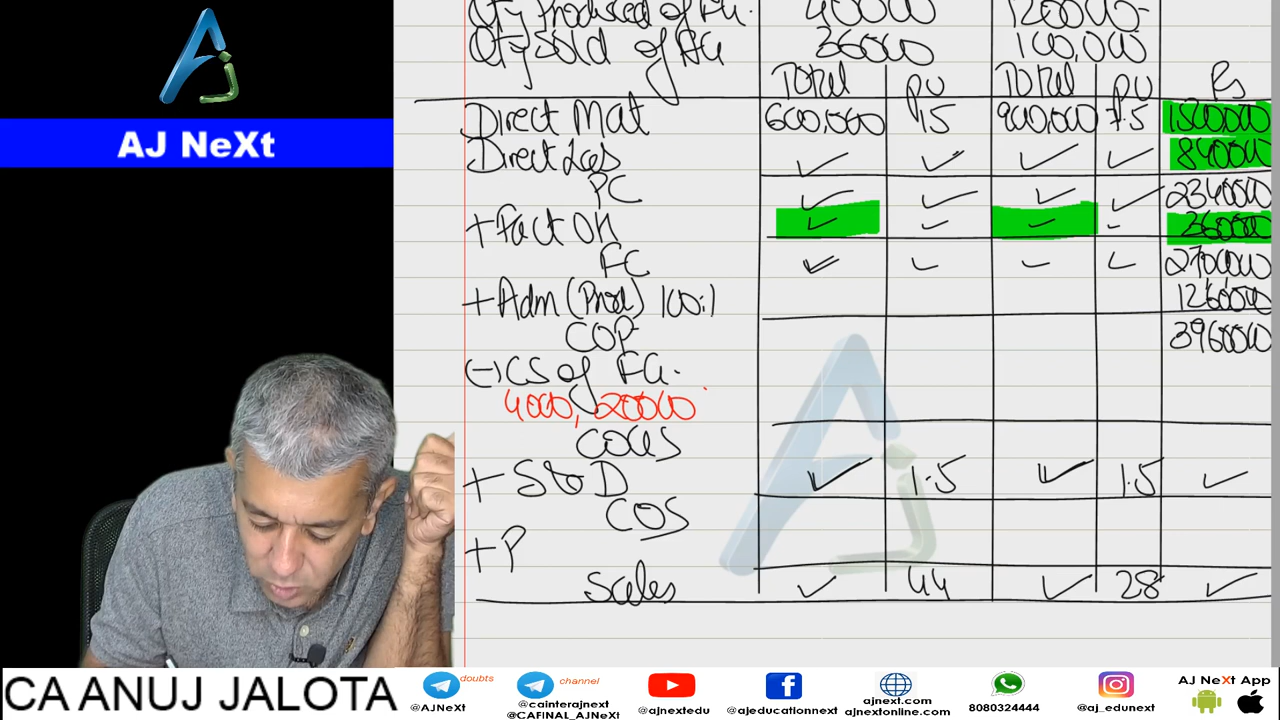 Qty Produced of FG. 40000 120000
Qty Sold of FG 36000 100,000
Total PU Total PU Rs
Direct Mat 600,000 15 900,000 7.5 1500000
Direct Lab 840000
PC 2340000
+Fact OH 360000
FC 2700000
+Adm (Prod) 100:1 1260000
COP 3960000
(-) CS of FG.
4000, 20000
COGS
+ S & D 1.5 1.5
COS
+ P
Sales 44 28
AJ NeXt
CA ANUJ JALOTA
doubts
@AJNeXt
channel
@cainterajnext
@CAFINAL_AJNeXt
@ajnextedu
@ajeducationnext
ajnext.com
ajnextonline.com
8080324444
@aj_edunext
AJ NeXt App